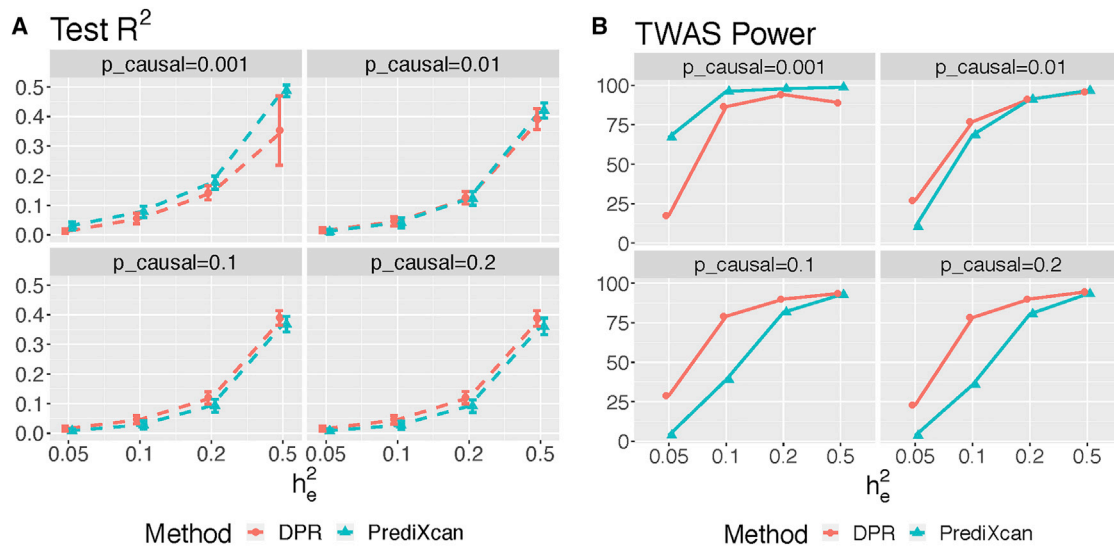 A Test R²
p_causal=0.001 p_causal=0.01
0.5
0.4
0.3
0.2
0.1
0.0
p_causal=0.1 p_causal=0.2
0.5
0.4
0.3
0.2
0.1
0.0
0.05 0.1 0.2 0.5 0.05 0.1 0.2 0.5
h²ₑ
Method DPR PrediXcan
B TWAS Power
p_causal=0.001 p_causal=0.01
100
75
50
25
0
p_causal=0.1 p_causal=0.2
100
75
50
25
0
0.05 0.1 0.2 0.5 0.05 0.1 0.2 0.5
h²ₑ
Method DPR PrediXcan